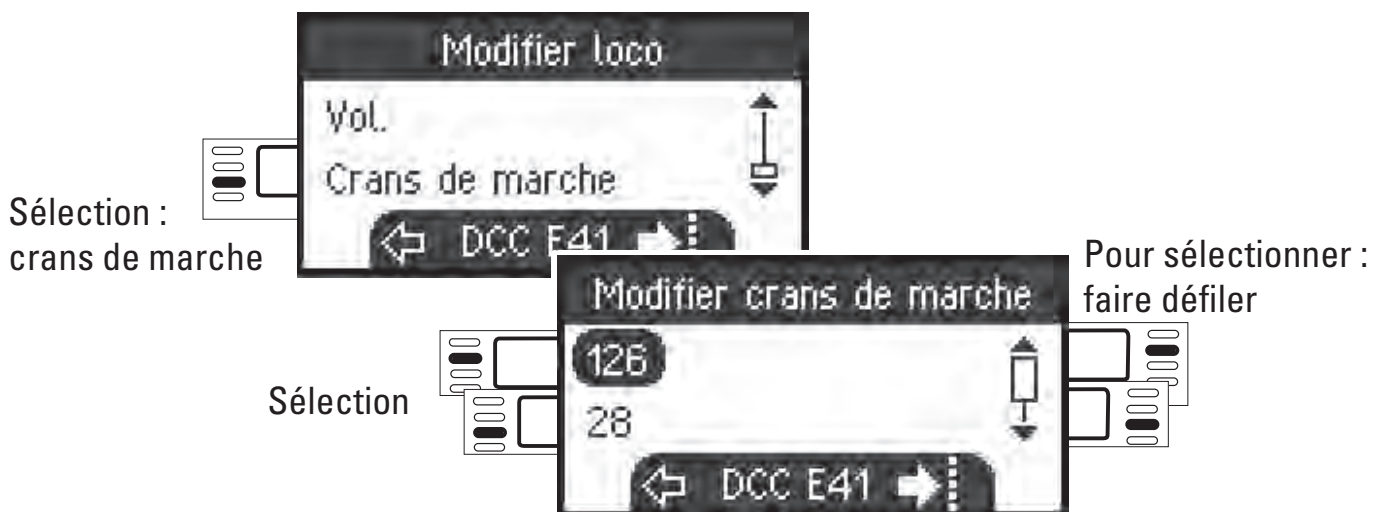 Modifier loco
Vol.
Crans de marche
DCC E41
Sélection :
crans de marche
Modifier crans de marche
126
28
DCC E41
Sélection
Pour sélectionner :
faire défiler